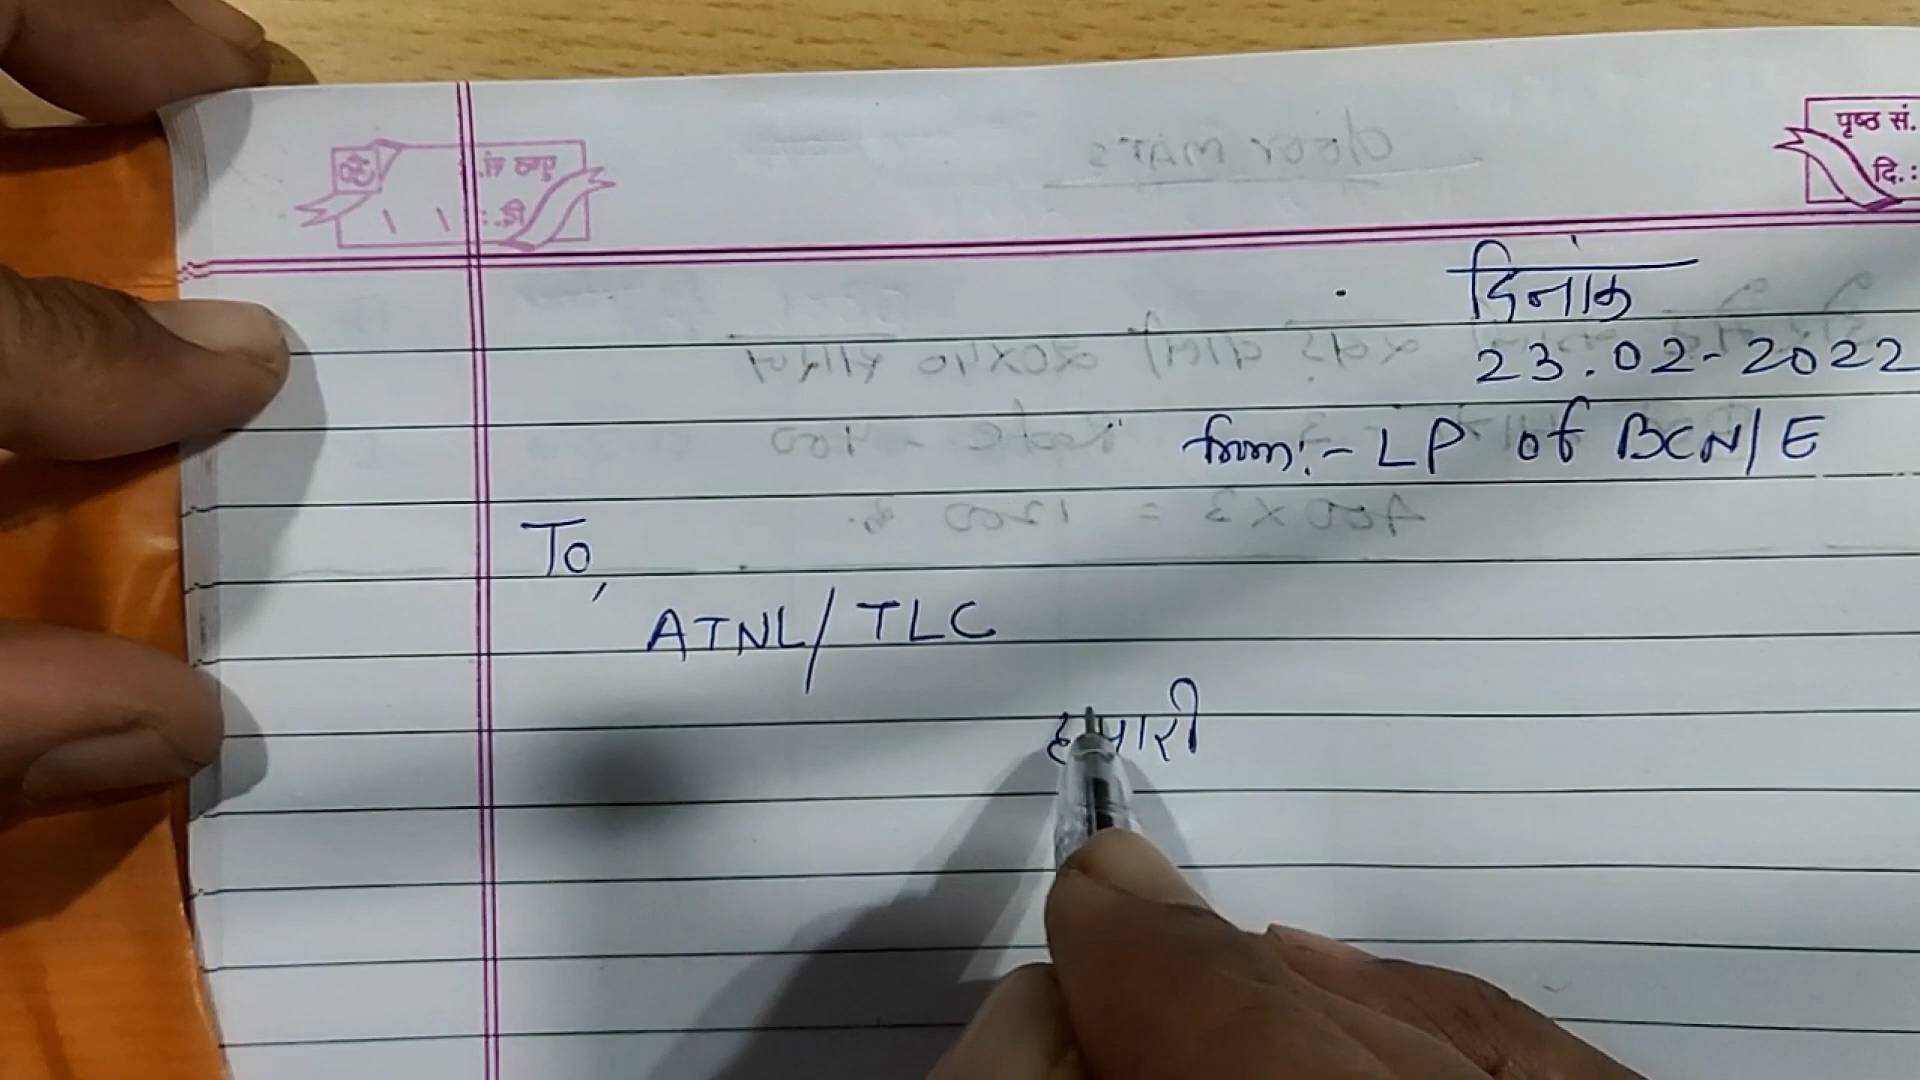 पृष्ठ सं.
दि.:
दिनांक
23.02-2022
from:- LP of BCN/E
To,
ATNL/TLC
हमारी